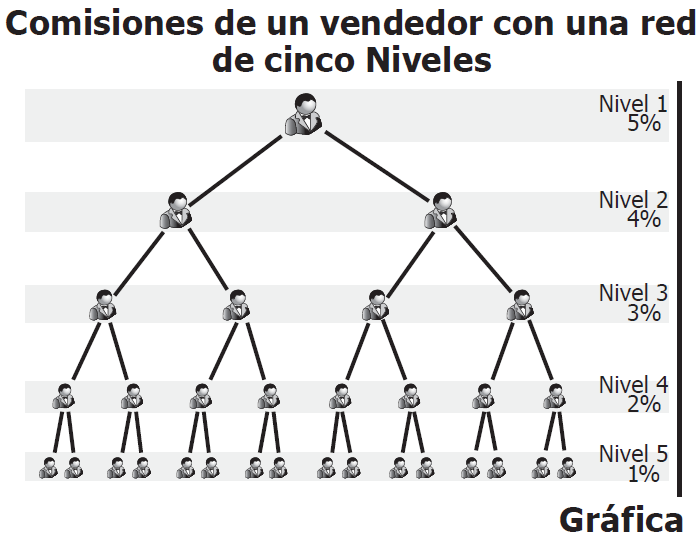 Comisiones de un vendedor con una red
de cinco Niveles
Nivel 1
5%
Nivel 2
4%
Nivel 3
3%
Nivel 4
2%
Nivel 5
1%
Gráfica